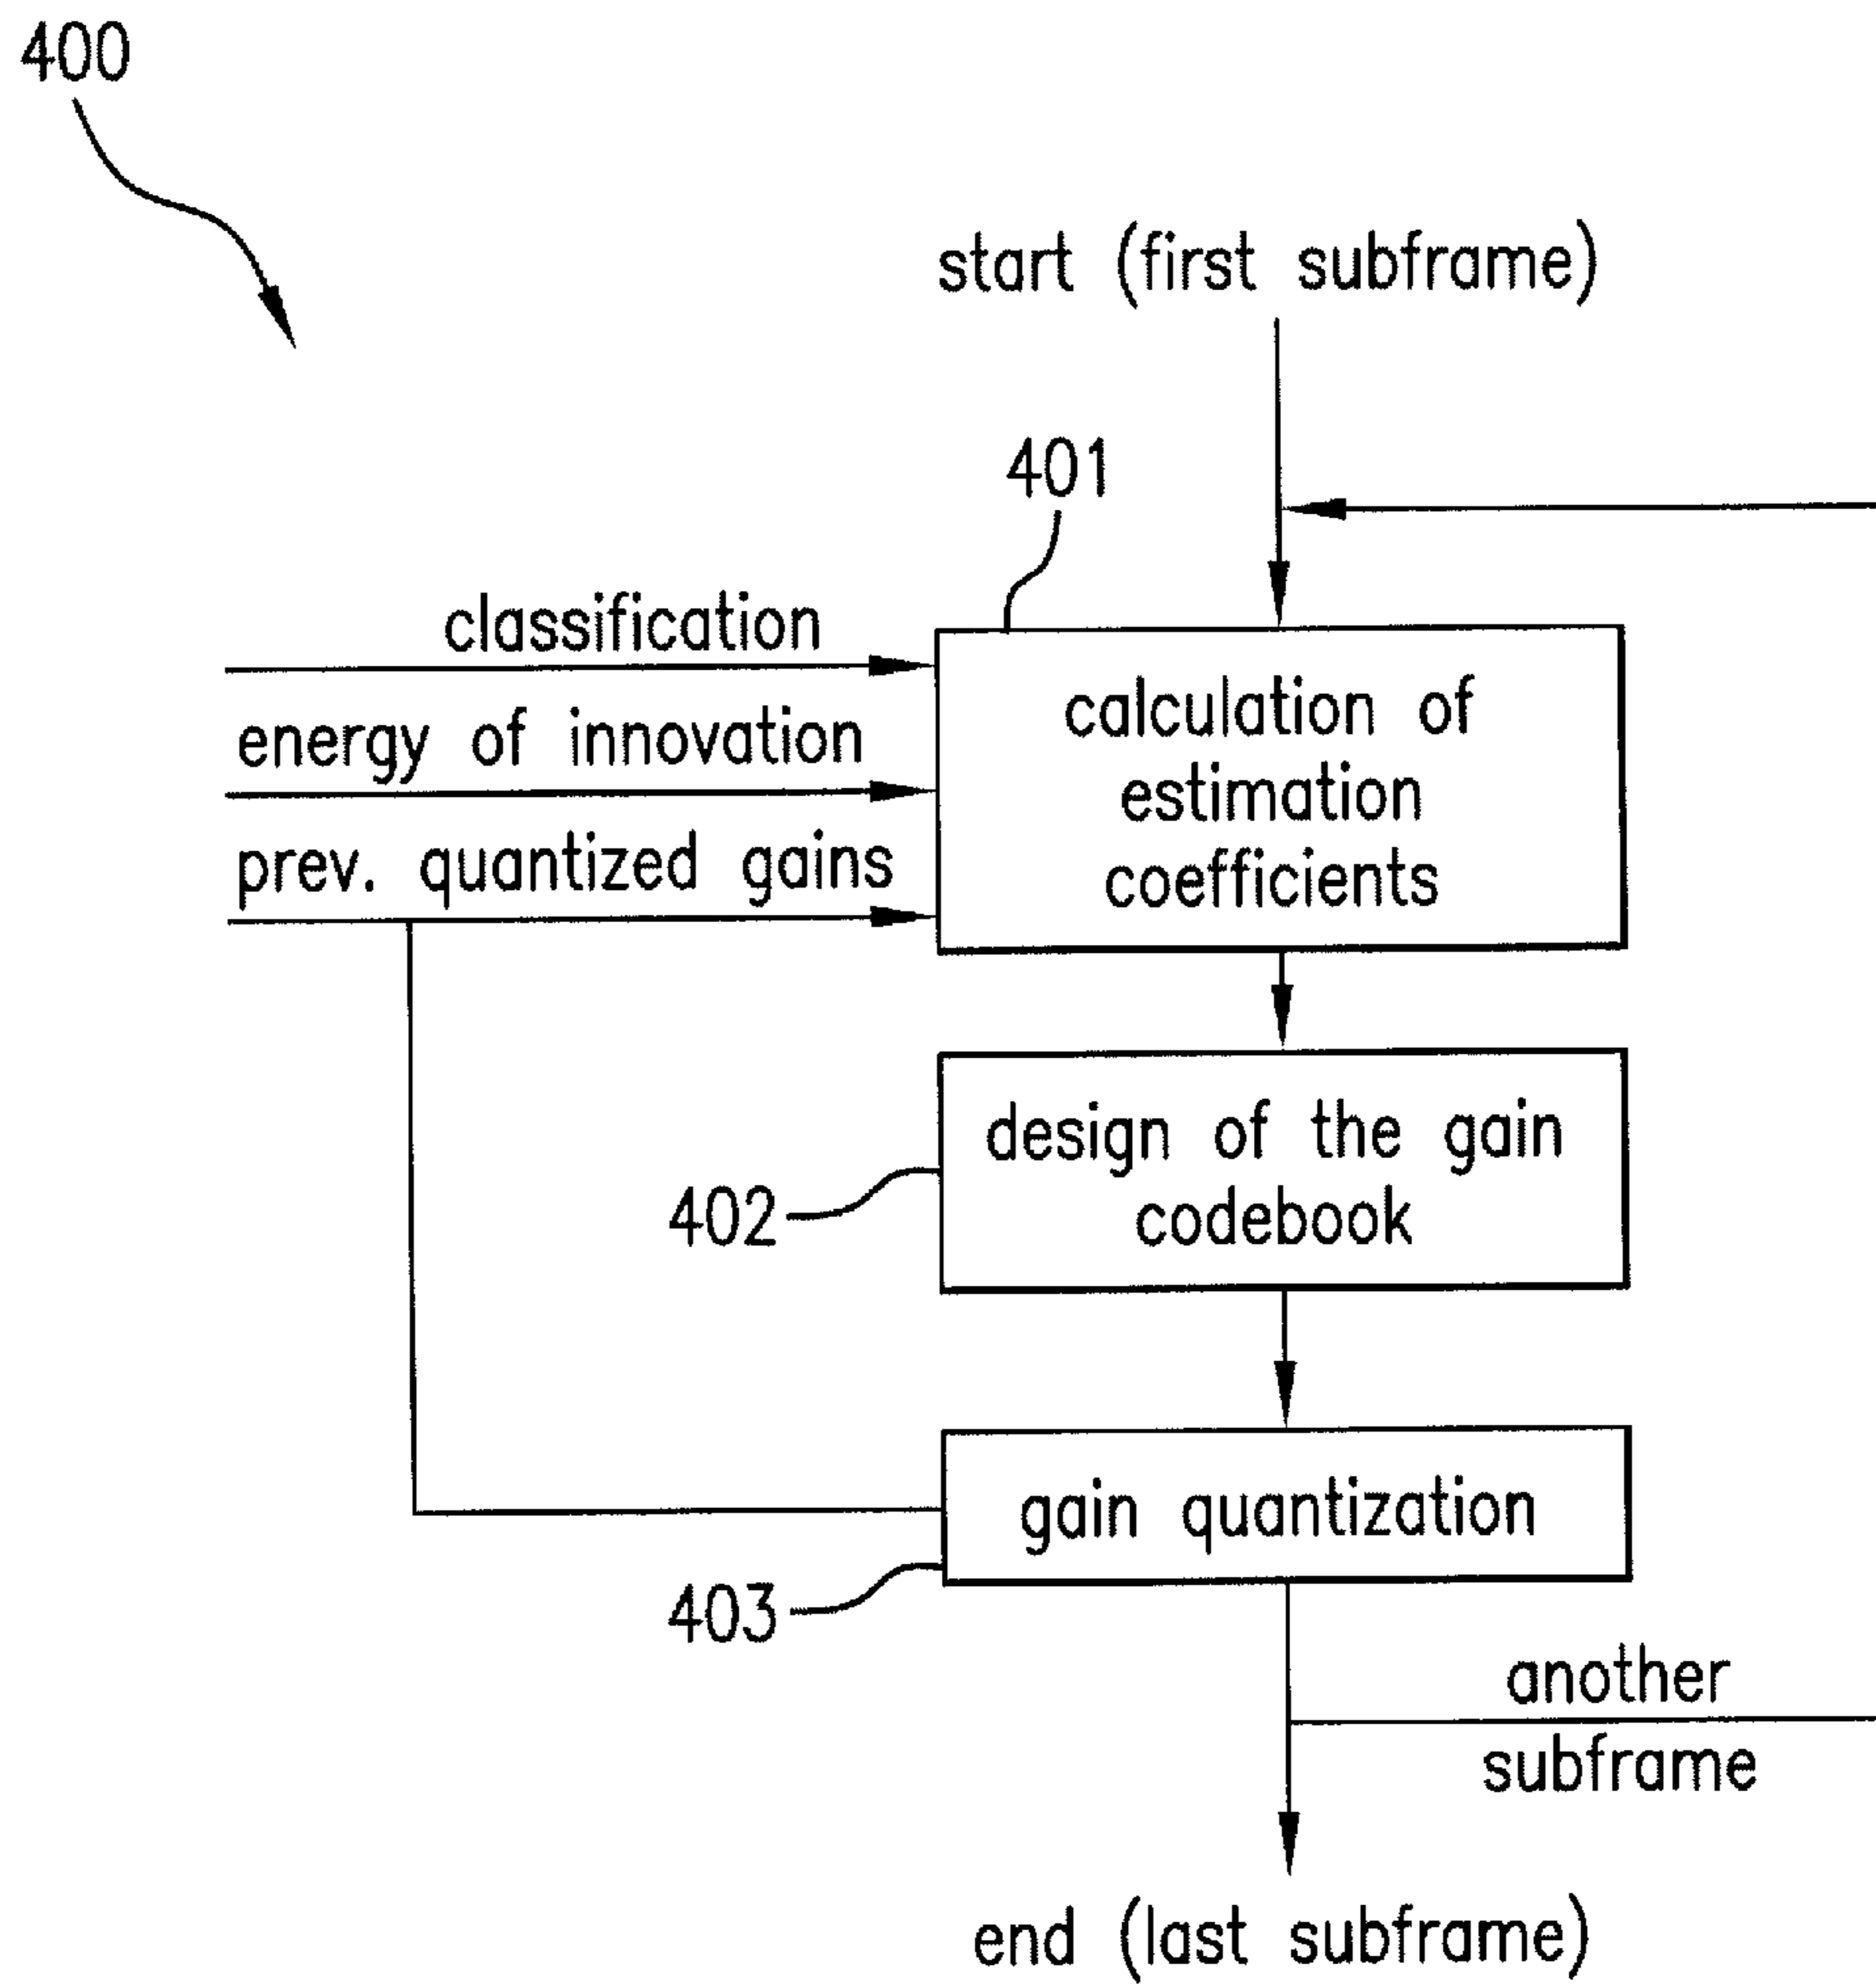 400
start (first subframe)
401
classification
energy of innovation
prev. quantized gains
calculation of
estimation
coefficients
design of the gain
codebook
402
gain quantization
403
another
subframe
end (last subframe)